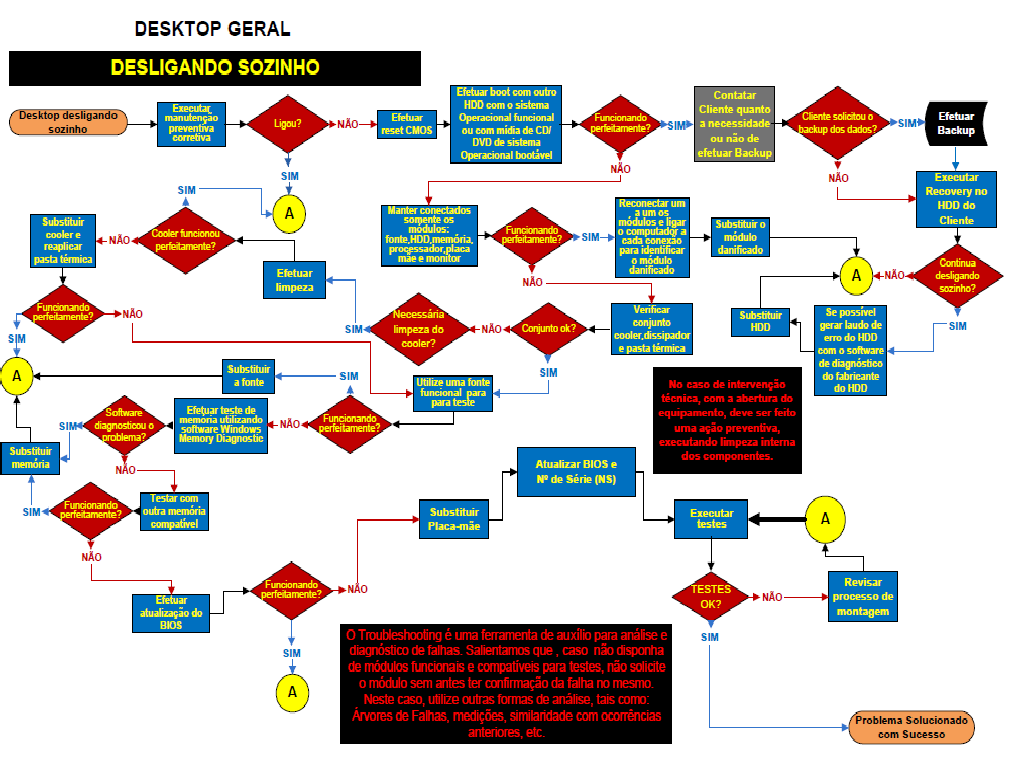 DESKTOP GERAL
DESLIGANDO SOZINHO
Desktop desligando
sozinho
Executar
manutenção
preventiva
corretiva
Ligou?
NÃO
SIM
Efetuar
reset CMOS
Efetuar boot com outro
HDD com o sistema
Operacional funcional
ou com mídia de CD/
DVD de sistema
Operacional bootável
Funcionando
perfeitamente?
SIM
NÃO
Contatar
Cliente quanto
a necessidade
ou não de
efetuar Backup
Cliente solicitou o
backup dos dados?
SIM
NÃO
Efetuar
Backup
Executar
Recovery no
HDD do
Cliente
Continua
desligando
sozinho?
NÃO
SIM
A
Se possível
gerar laudo de
erro do HDD
com o software
de diagnóstico
do fabricante
do HDD
Substituir
HDD
A
SIM
Cooler funcionou
perfeitamente?
NÃO
Substituir
cooler e
reaplicar
pasta térmica
Efetuar
limpeza
Manter conectados
somente os
módulos:
fonte,HDD,memória,
processador,placa
mãe e monitor
Funcionando
perfeitamente?
SIM
NÃO
Reconectar um
a um os
módulos e ligar
o computador a
cada conexão
para identificar
o módulo
danificado
Substituir o
módulo
danificado
Verificar
conjunto
cooler,dissipador
e pasta térmica
Conjunto ok?
NÃO
SIM
Necessária
limpeza do
cooler?
SIM
Funcionando
perfeitamente?
NÃO
SIM
A
Utilize uma fonte
funcional para
para teste
Funcionando
perfeitamente?
SIM
NÃO
Substituir
a fonte
Efetuar teste de
memória utilizando
software Windows
Memory Diagnostic
Software
diagnosticou o
problema?
SIM
NÃO
Substituir
memória
Testar com
outra memória
compatível
Funcionando
perfeitamente?
SIM
NÃO
Efetuar
atualização do
BIOS
Funcionando
perfeitamente?
NÃO
SIM
A
Substituir
Placa-mãe
Atualizar BIOS e
Nº de Série (NS)
No caso de intervenção
técnica, com a abertura do
equipamento, deve ser feito
uma ação preventiva,
executando limpeza interna
dos componentes.
Executar
testes
A
TESTES
OK?
NÃO
SIM
Revisar
processo de
montagem
Problema Solucionado
com Sucesso
O Troubleshooting é uma ferramenta de auxílio para análise e
diagnóstico de falhas. Salientamos que , caso não disponha
de módulos funcionais e compatíveis para testes, não solicite
o módulo sem antes ter confirmação da falha no mesmo.
Neste caso, utilize outras formas de análise, tais como:
Árvores de Falhas, medições, similaridade com ocorrências
anteriores, etc.